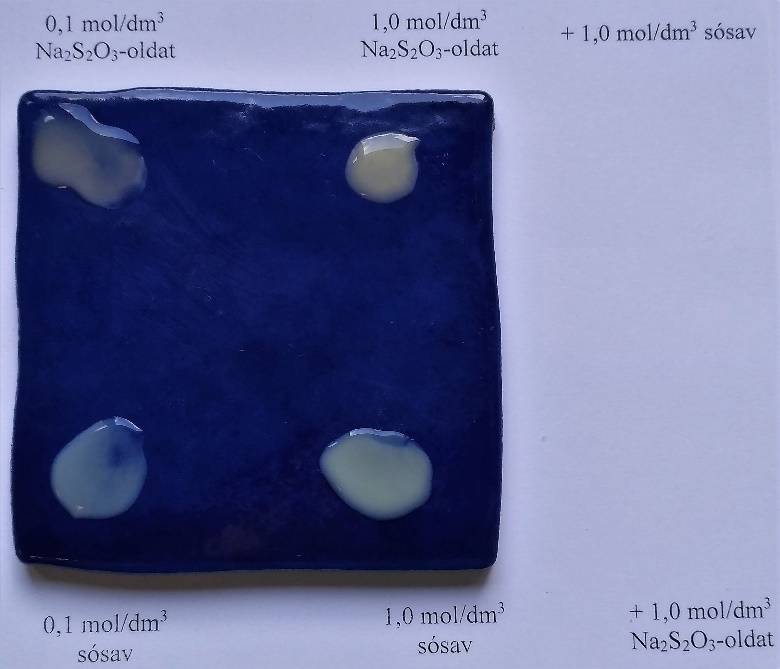 0,1 mol/dm³
Na₂S₂O₃-oldat
1,0 mol/dm³
Na₂S₂O₃-oldat
+ 1,0 mol/dm³ sósav
0,1 mol/dm³
sósav
1,0 mol/dm³
sósav
+ 1,0 mol/dm³
Na₂S₂O₃-oldat